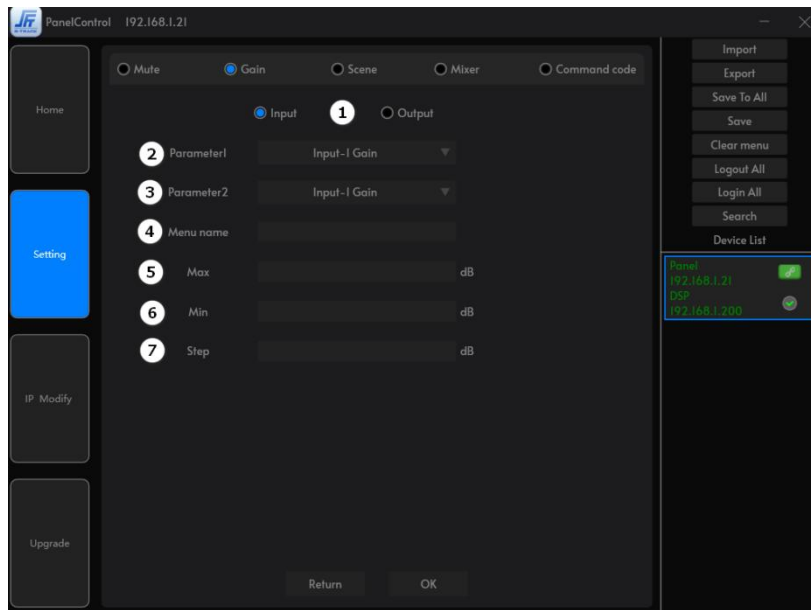 PanelControl 192.168.1.21
Home
Setting
IP Modify
Upgrade
Mute Gain Scene Mixer Command code
Input 1 Output
2 Parameter1 Input-1 Gain
3 Parameter2 Input-1 Gain
4 Menu name
5 Max dB
6 Min dB
7 Step dB
Return OK
Import
Export
Save To All
Save
Clear menu
Logout All
Login All
Search
Device List
Panel
192.168.1.21
DSP
192.168.1.200